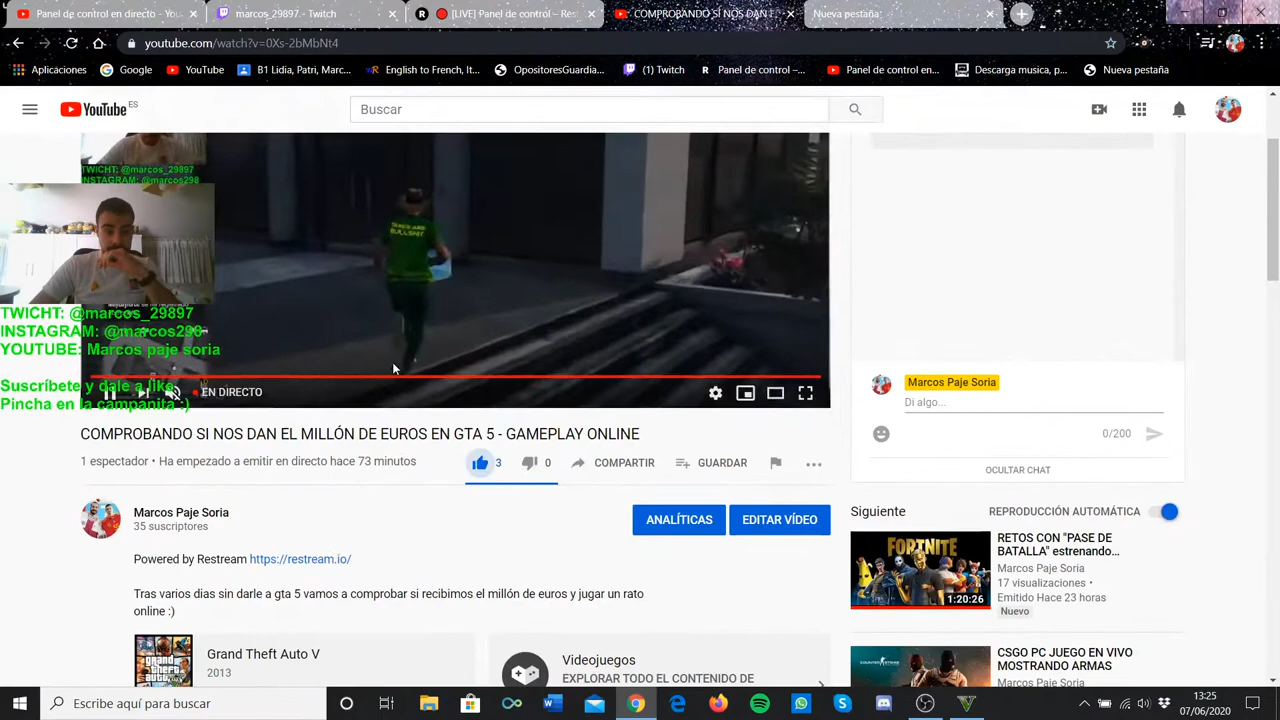 Panel de control en directo - You
marcos_29897. - Twitch
[LIVE] Panel de control – Res
COMPROBANDO SI NOS DAN E
Nueva pestaña
youtube.com/watch?v=0Xs-2bMbNt4
Aplicaciones
Google
YouTube
B1 Lidia, Patri, Marc...
English to French, It...
OpositoresGuardia...
(1) Twitch
Panel de control –...
Panel de control en...
Descarga musica, p...
Nueva pestaña
YouTube ES
Buscar
TWICHT: @marcos_29897
INSTAGRAM: @marcos298
TWICHT: @marcos_29897
INSTAGRAM: @marcos298
YOUTUBE: Marcos paje soria
Suscríbete y dale a like
Pincha en la campanita :)
EN DIRECTO
COMPROBANDO SI NOS DAN EL MILLÓN DE EUROS EN GTA 5 - GAMEPLAY ONLINE
1 espectador • Ha empezado a emitir en directo hace 73 minutos
3
0
COMPARTIR
GUARDAR
Marcos Paje Soria
35 suscriptores
ANALÍTICAS
EDITAR VÍDEO
Powered by Restream https://restream.io/
Tras varios dias sin darle a gta 5 vamos a comprobar si recibimos el millón de euros y jugar un rato
online :)
Grand Theft Auto V
2013
Videojuegos
EXPLORAR TODO EL CONTENIDO DE
Marcos Paje Soria
Di algo...
0/200
OCULTAR CHAT
Siguiente
REPRODUCCIÓN AUTOMÁTICA
FORTNITE
1:20:26
RETOS CON "PASE DE
BATALLA" estrenando...
Marcos Paje Soria
17 visualizaciones •
Emitido Hace 23 horas
Nuevo
CSGO PC JUEGO EN VIVO
MOSTRANDO ARMAS
Marcos Paje Soria
Escribe aquí para buscar
13:25
07/06/2020